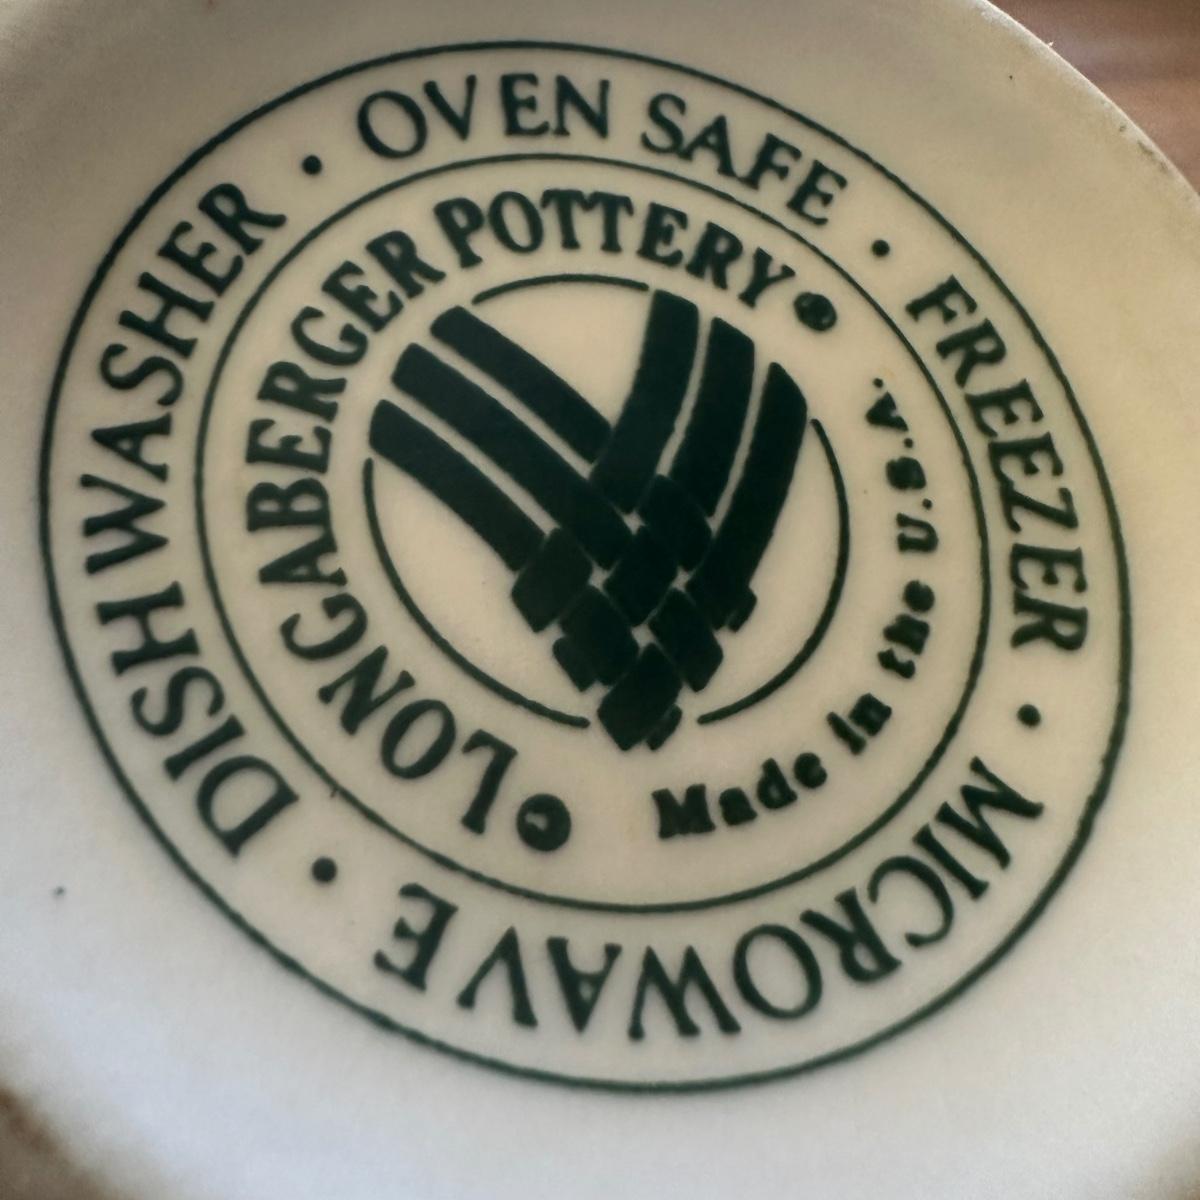 OVEN SAFE • FREEZER • MICROWAVE • DISHWASHER •
© LONGABERGER POTTERY ®
Made in the U.S.A.